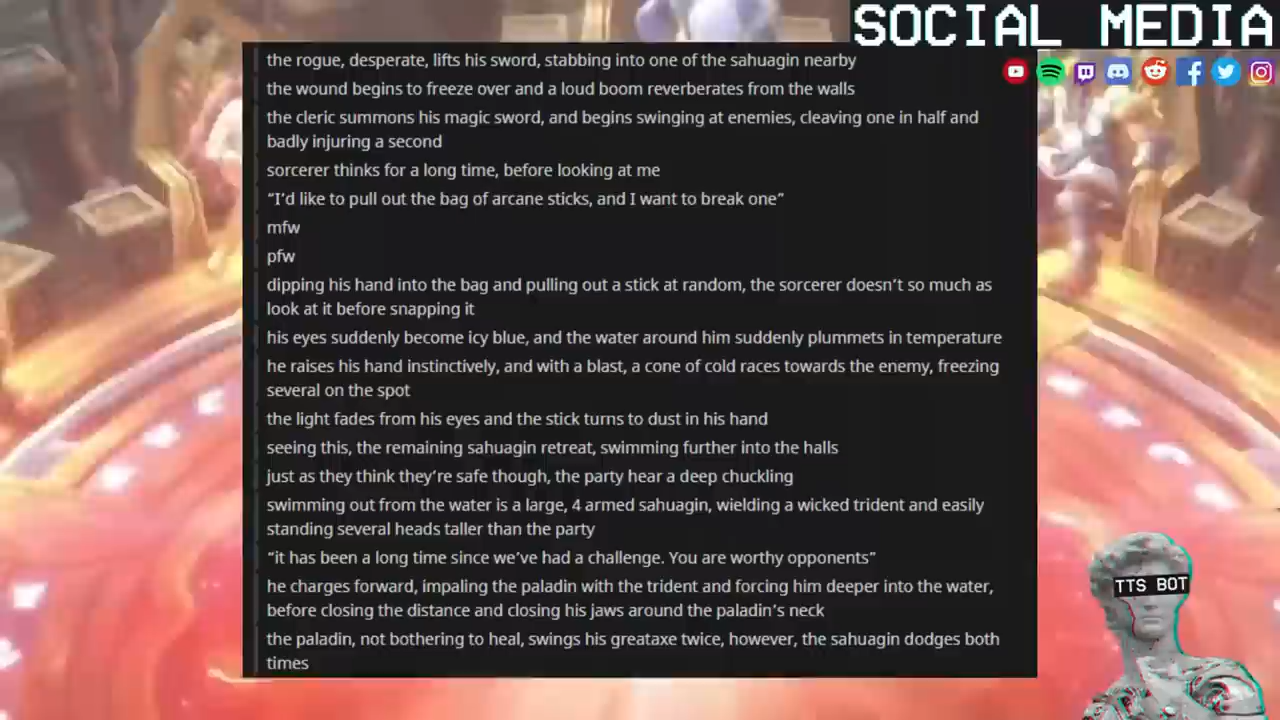 SOCIAL MEDIA
the rogue, desperate, lifts his sword, stabbing into one of the sahuagin nearby
the wound begins to freeze over and a loud boom reverberates from the walls
the cleric summons his magic sword, and begins swinging at enemies, cleaving one in half and
badly injuring a second
sorcerer thinks for a long time, before looking at me
“I’d like to pull out the bag of arcane sticks, and I want to break one”
mfw
pfw
dipping his hand into the bag and pulling out a stick at random, the sorcerer doesn’t so much as
look at it before snapping it
his eyes suddenly become icy blue, and the water around him suddenly plummets in temperature
he raises his hand instinctively, and with a blast, a cone of cold races towards the enemy, freezing
several on the spot
the light fades from his eyes and the stick turns to dust in his hand
seeing this, the remaining sahuagin retreat, swimming further into the halls
just as they think they’re safe though, the party hear a deep chuckling
swimming out from the water is a large, 4 armed sahuagin, wielding a wicked trident and easily
standing several heads taller than the party
“it has been a long time since we’ve had a challenge. You are worthy opponents”
he charges forward, impaling the paladin with the trident and forcing him deeper into the water,
before closing the distance and closing his jaws around the paladin’s neck
the paladin, not bothering to heal, swings his greataxe twice, however, the sahuagin dodges both
times
TTS BOT